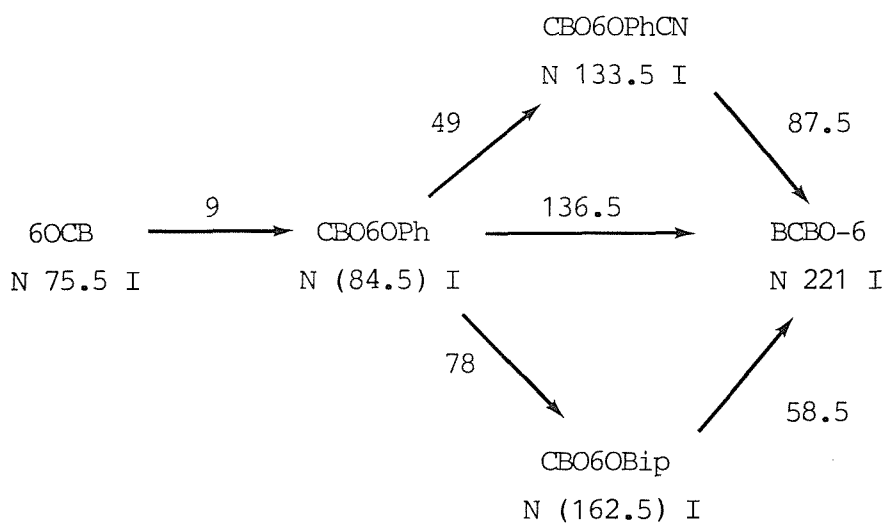 CBO6OPhCN
N 133.5 I
49
87.5
9
136.5
6OCB
CBO6OPh
BCBO-6
N 75.5 I
N (84.5) I
N 221 I
78
58.5
CBO6OBip
N (162.5) I